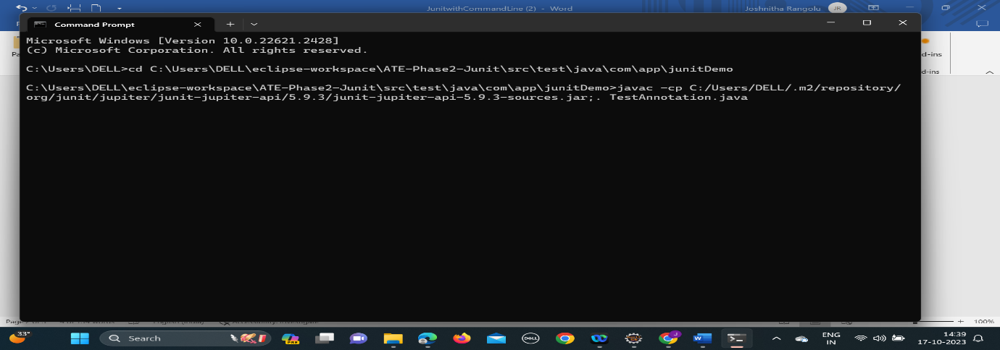 JunitwithCommandLine (2) - Word
Joshnitha Rangolu JR
Command Prompt
Microsoft Windows [Version 10.0.22621.2428]
(c) Microsoft Corporation. All rights reserved.
d-ins
C:\Users\DELL>cd C:\Users\DELL\eclipse-workspace\ATE-Phase2-Junit\src\test\java\com\app\junitDemo
d-ins
C:\Users\DELL\eclipse-workspace\ATE-Phase2-Junit\src\test\java\com\app\junitDemo>javac -cp C:/Users/DELL/.m2/repository/
org/junit/jupiter/junit-jupiter-api/5.9.3/junit-jupiter-api-5.9.3-sources.jar;. TestAnnotation.java
100%
33°
Search
PRE
DELL
J
W
ENG
IN
14:39
17-10-2023